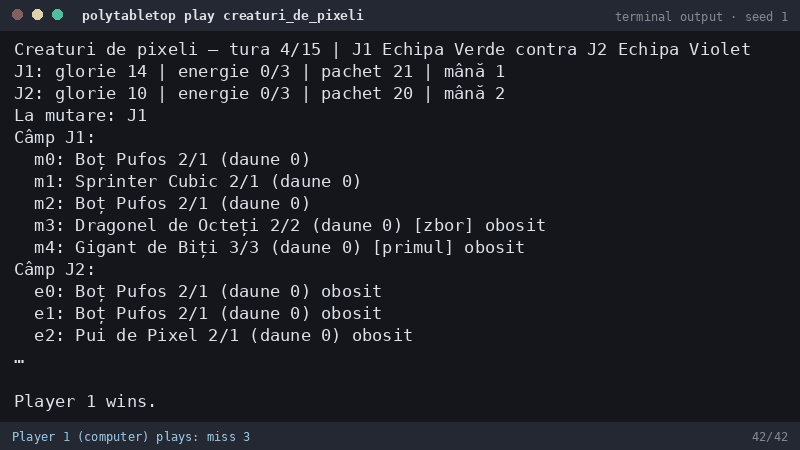 polytabletop play creaturi_de_pixeli
terminal output · seed 1
Creaturi de pixeli — tura 4/15 | J1 Echipa Verde contra J2 Echipa Violet
J1: glorie 14 | energie 0/3 | pachet 21 | mână 1
J2: glorie 10 | energie 0/3 | pachet 20 | mână 2
La mutare: J1
Câmp J1:
  m0: Boț Pufos 2/1 (daune 0)
  m1: Sprinter Cubic 2/1 (daune 0)
  m2: Boț Pufos 2/1 (daune 0)
  m3: Dragonel de Octeți 2/2 (daune 0) [zbor] obosit
  m4: Gigant de Biți 3/3 (daune 0) [primul] obosit
Câmp J2:
  e0: Boț Pufos 2/1 (daune 0) obosit
  e1: Boț Pufos 2/1 (daune 0) obosit
  e2: Pui de Pixel 2/1 (daune 0) obosit
…
Player 1 wins.
Player 1 (computer) plays: miss 3
42/42